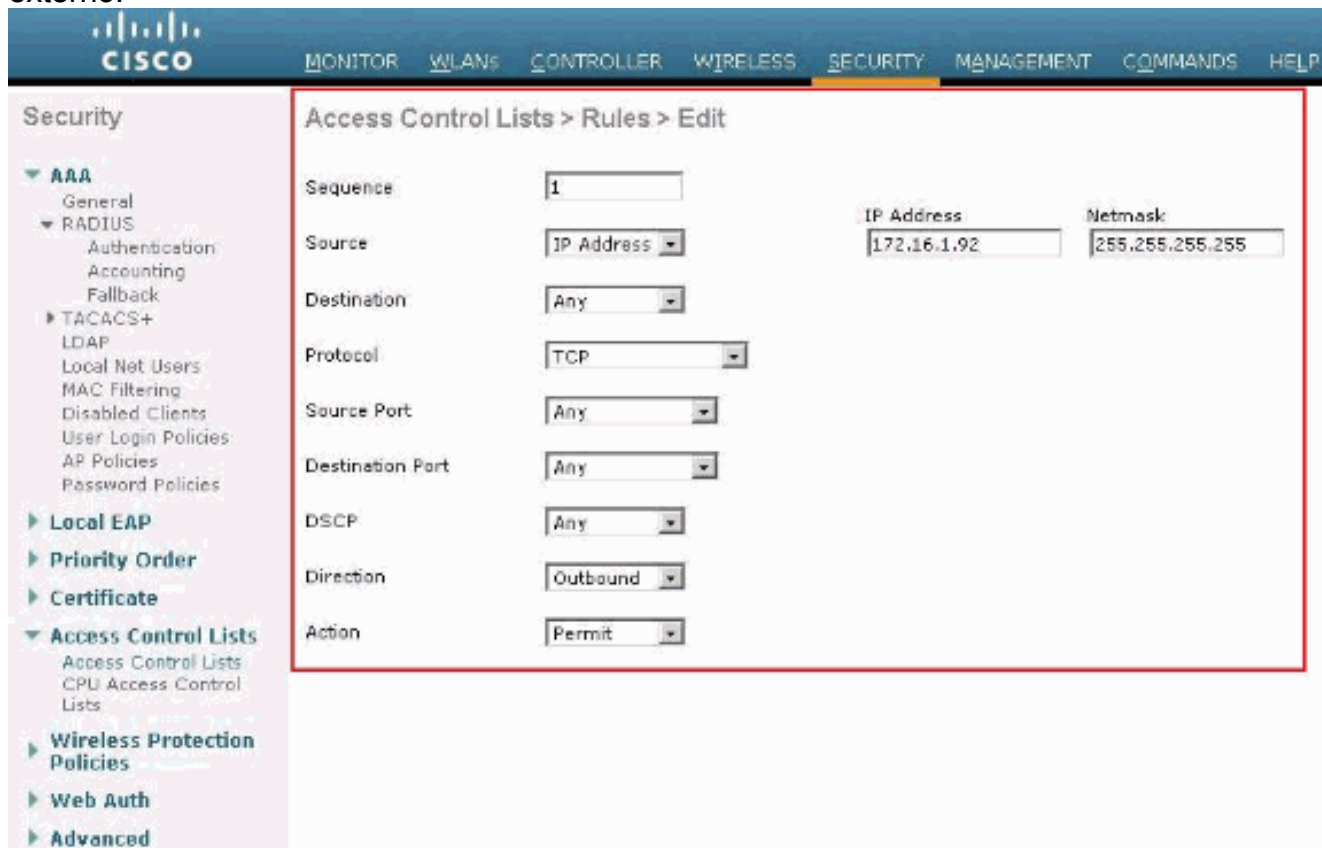 CISCO
MONITOR WLANs CONTROLLER WIRELESS SECURITY MANAGEMENT COMMANDS HELP
Security
AAA
General
RADIUS
Authentication
Accounting
Fallback
TACACS+
LDAP
Local Net Users
MAC Filtering
Disabled Clients
User Login Policies
AP Policies
Password Policies
Local EAP
Priority Order
Certificate
Access Control Lists
Access Control Lists
CPU Access Control
Lists
Wireless Protection
Policies
Web Auth
Advanced
Access Control Lists > Rules > Edit
Sequence 1
IP Address Netmask
Source IP Address 172.16.1.92 255.255.255.255
Destination Any
Protocol TCP
Source Port Any
Destination Port Any
DSCP Any
Direction Outbound
Action Permit